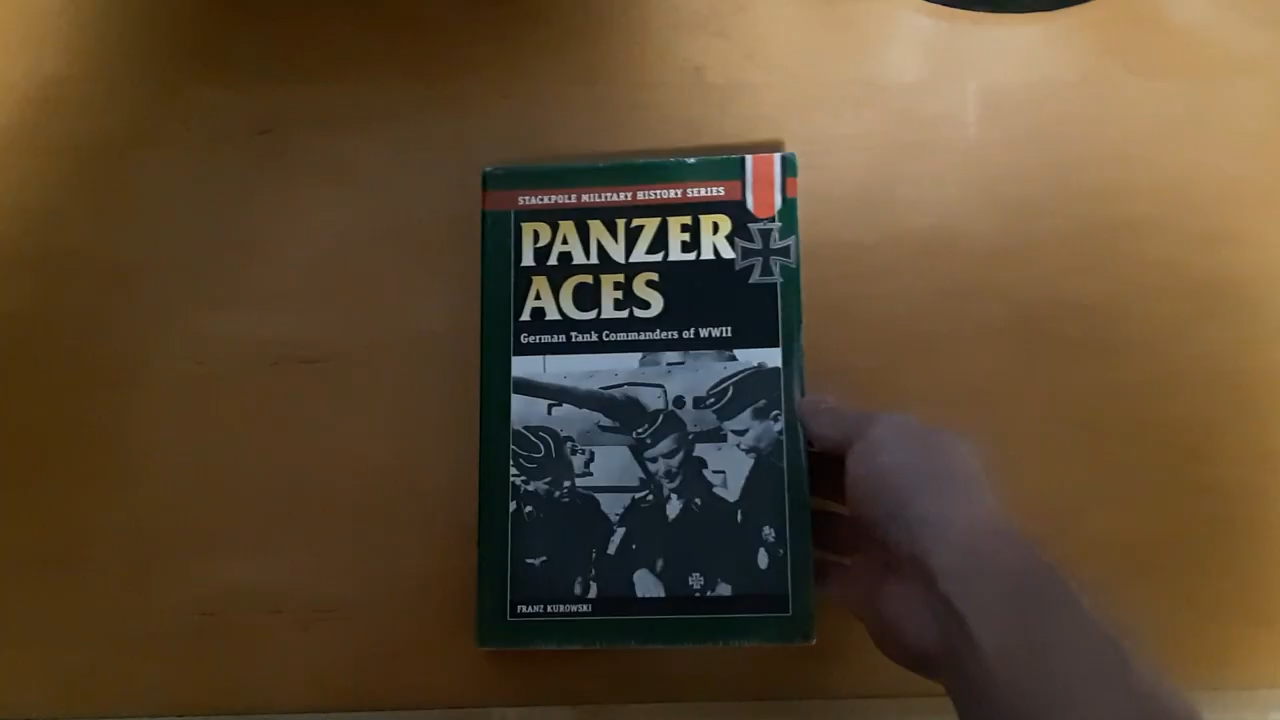 STACKPOLE MILITARY HISTORY SERIES
PANZER
ACES
German Tank Commanders of WWII
FRANZ KUROWSKI